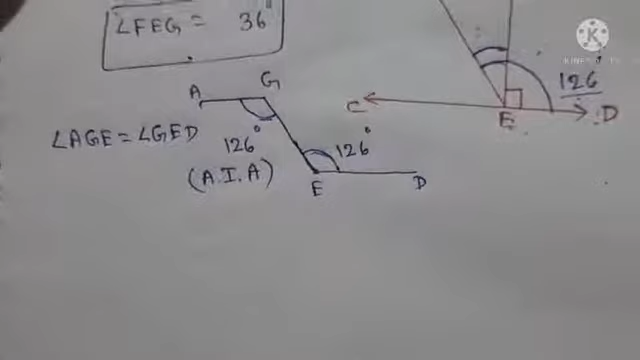 ∠FEG = 36°
A G
∠AGE = ∠GED
126° 126°
(A.I.A)
E D
126°
C E D
K